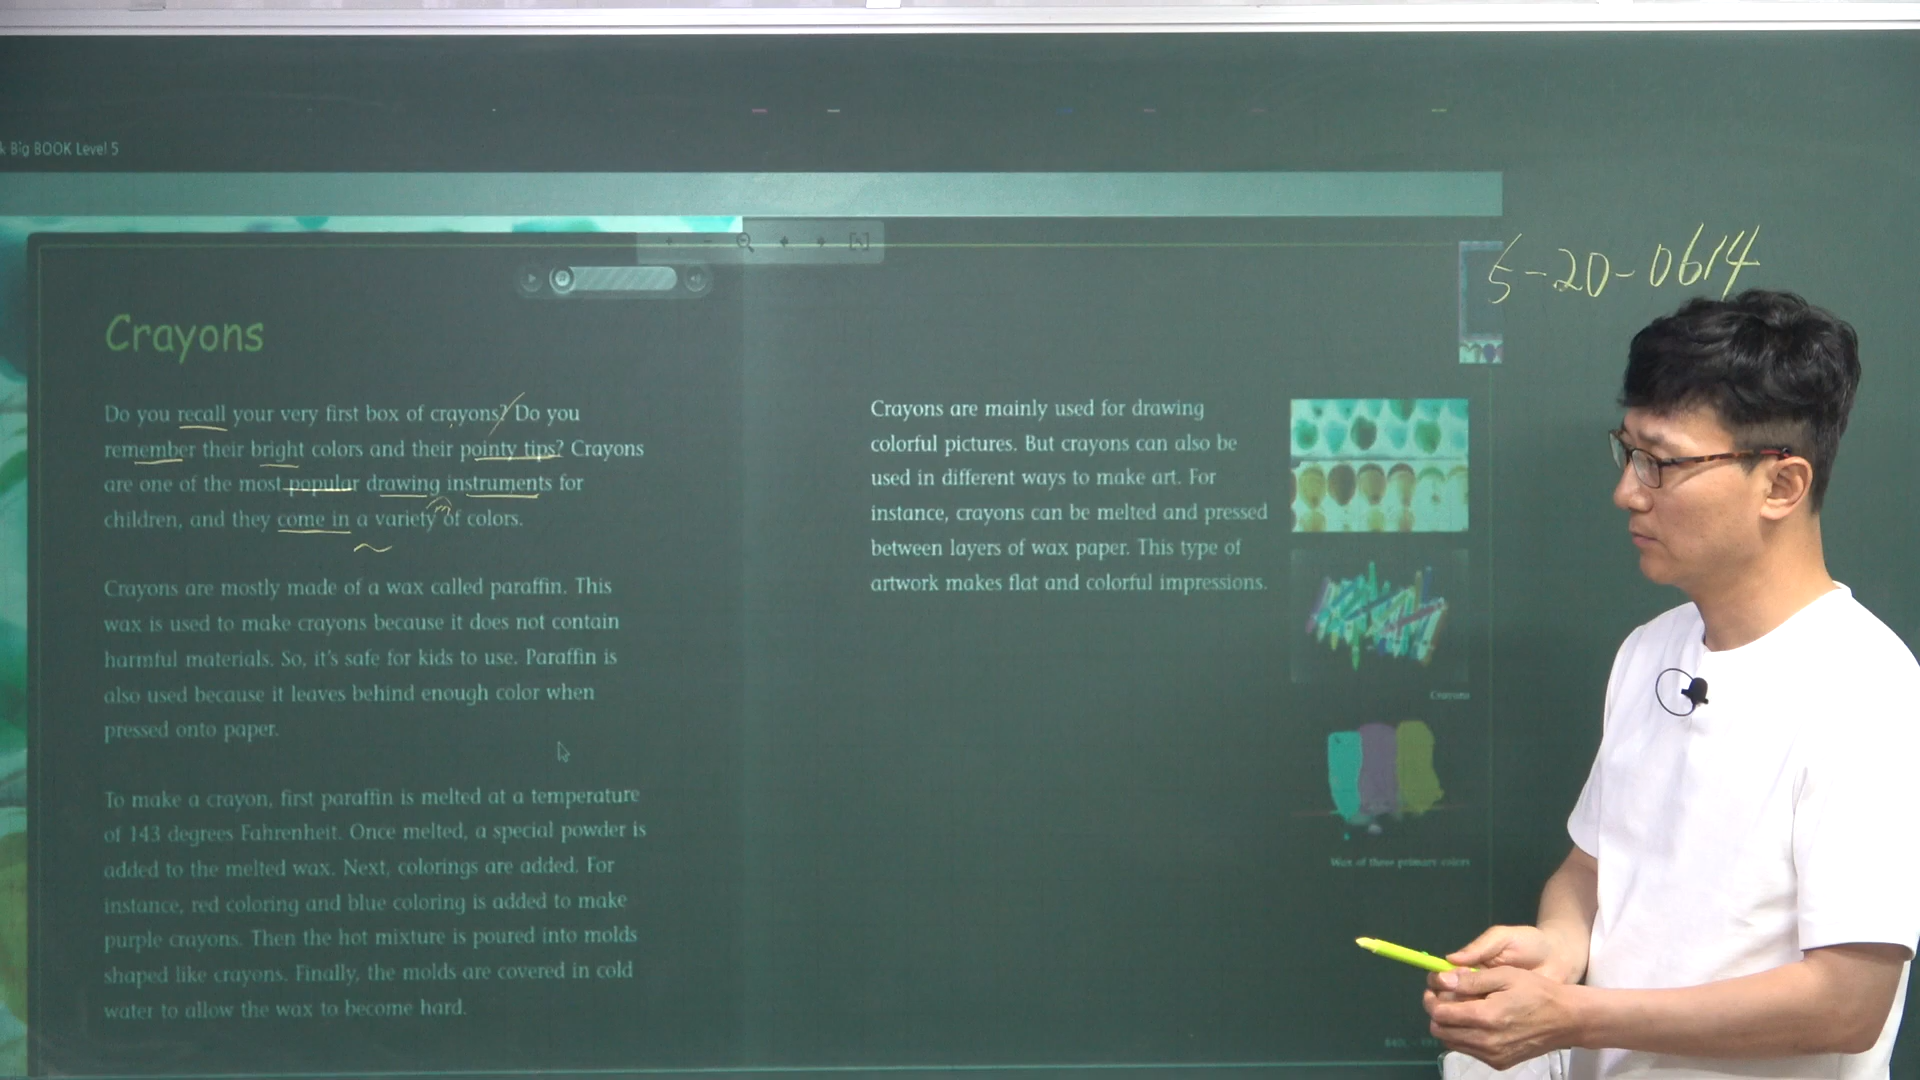 Big BOOK Level 5
5-20-0614
Crayons
Do you recall your very first box of crayons? Do you
remember their bright colors and their pointy tips? Crayons
are one of the most popular drawing instruments for
children, and they come in a variety of colors.
Crayons are mostly made of a wax called paraffin. This
wax is used to make crayons because it does not contain
harmful materials. So, it's safe for kids to use. Paraffin is
also used because it leaves behind enough color when
pressed onto paper.
To make a crayon, first paraffin is melted at a temperature
of 143 degrees Fahrenheit. Once melted, a special powder is
added to the melted wax. Next, colorings are added. For
instance, red coloring and blue coloring is added to make
purple crayons. Then the hot mixture is poured into molds
shaped like crayons. Finally, the molds are covered in cold
water to allow the wax to become hard.
Crayons are mainly used for drawing
colorful pictures. But crayons can also be
used in different ways to make art. For
instance, crayons can be melted and pressed
between layers of wax paper. This type of
artwork makes flat and colorful impressions.
Crayons
Wax of three primary colors